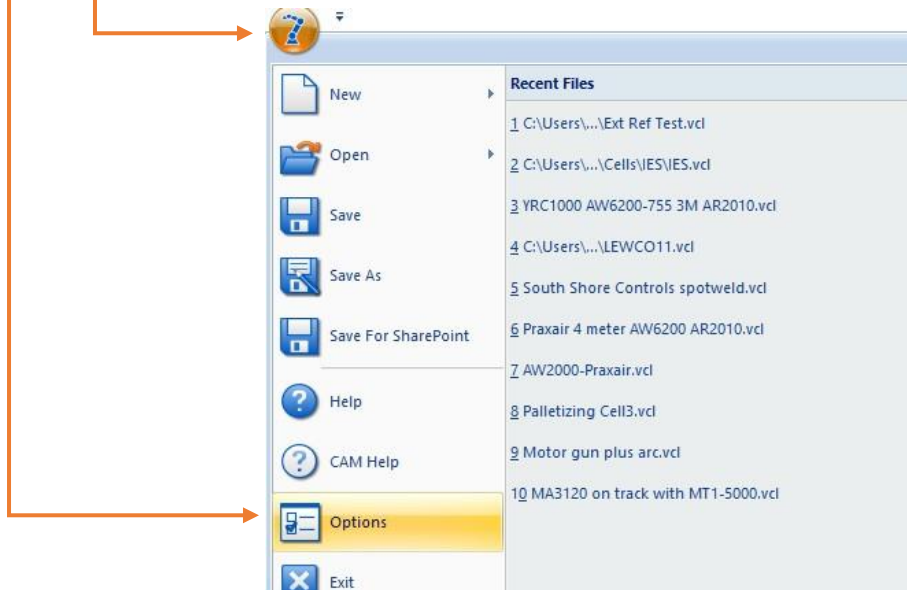 New
Open
Save
Save As
Save For SharePoint
Help
CAM Help
Options
Exit
Recent Files
1 C:\Users\...\Ext Ref Test.vcl
2 C:\Users\...\Cells\IES\IES.vcl
3 YRC1000 AW6200-755 3M AR2010.vcl
4 C:\Users\...\LEWCO11.vcl
5 South Shore Controls spotweld.vcl
6 Praxair 4 meter AW6200 AR2010.vcl
7 AW2000-Praxair.vcl
8 Palletizing Cell3.vcl
9 Motor gun plus arc.vcl
10 MA3120 on track with MT1-5000.vcl